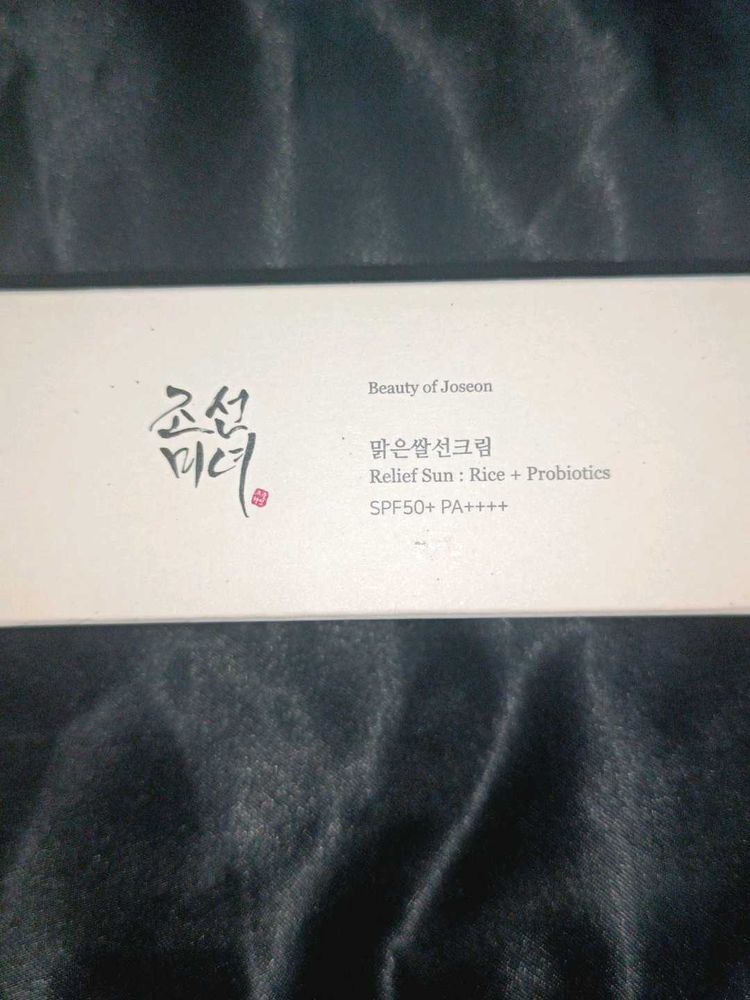 조선
미녀
Beauty of Joseon
맑은쌀선크림
Relief Sun : Rice + Probiotics
SPF50+ PA++++